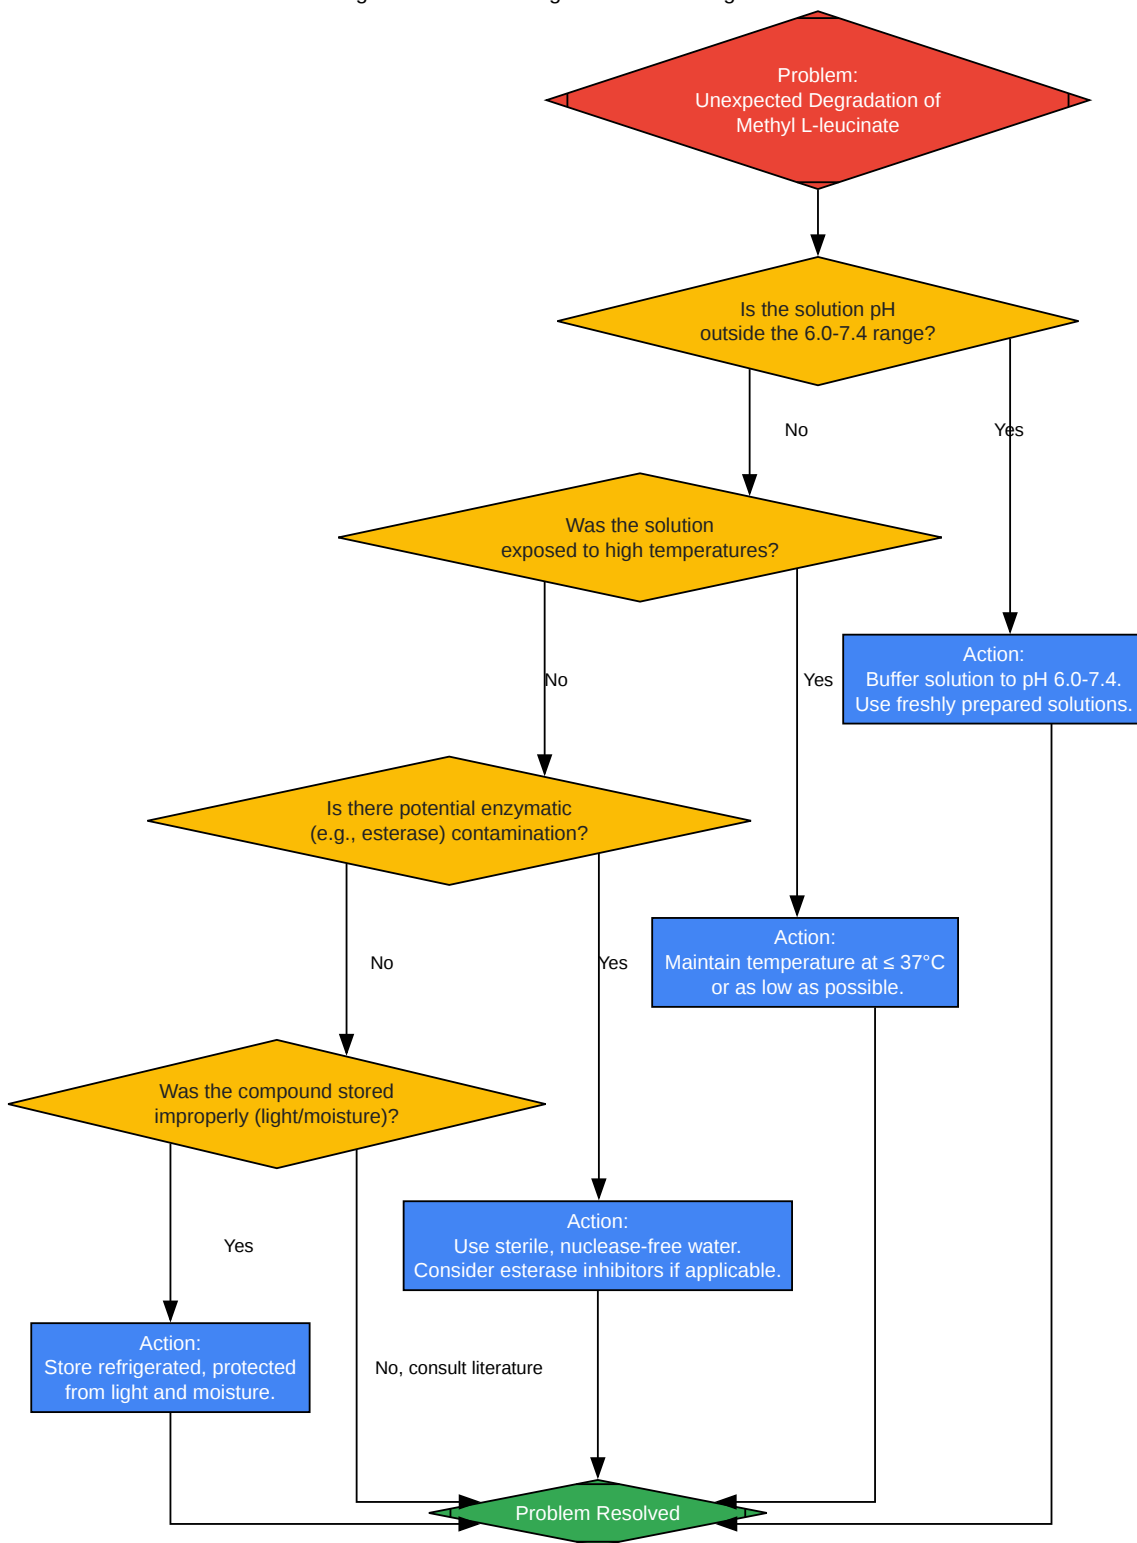 Problem:
Unexpected Degradation of
Methyl L-leucinate
Is the solution pH
outside the 6.0-7.4 range?
No
Yes
Was the solution
exposed to high temperatures?
No
Yes
Action:
Buffer solution to pH 6.0-7.4.
Use freshly prepared solutions.
Is there potential enzymatic
(e.g., esterase) contamination?
No
Yes
Action:
Maintain temperature at ≤ 37°C
or as low as possible.
Was the compound stored
improperly (light/moisture)?
Yes
Action:
Use sterile, nuclease-free water.
Consider esterase inhibitors if applicable.
Action:
Store refrigerated, protected
from light and moisture.
No, consult literature
Problem Resolved